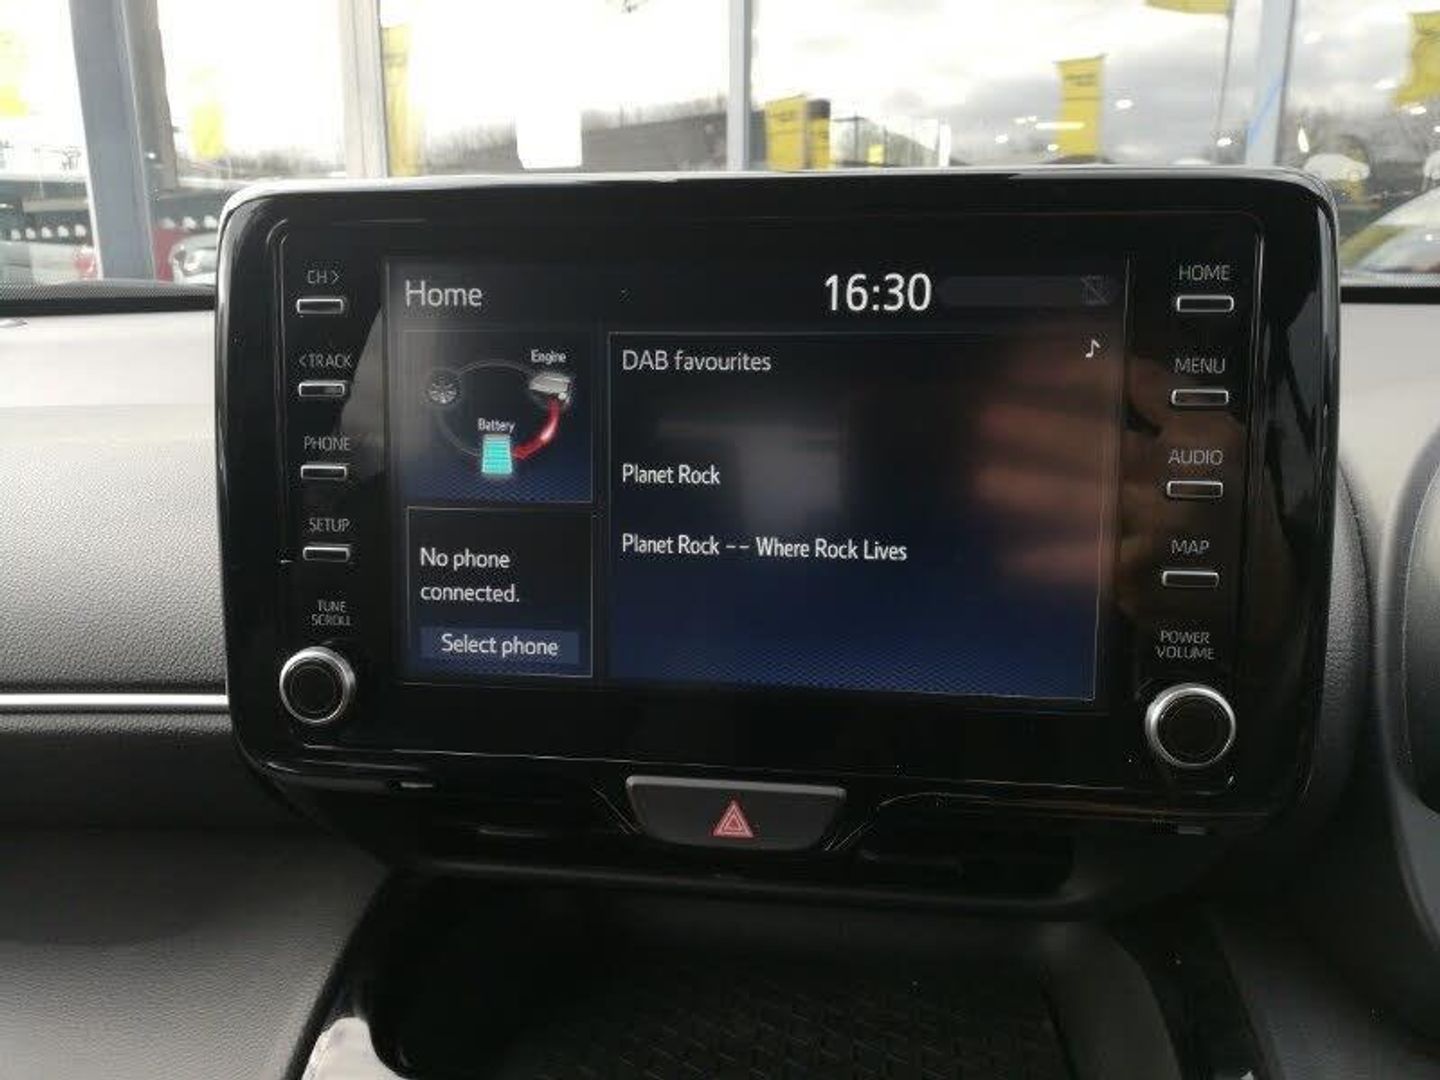 CH >
< TRACK
PHONE
SETUP
TUNE
SCROLL
Home
16:30
Engine
Battery
No phone
connected.
Select phone
DAB favourites
Planet Rock
Planet Rock -- Where Rock Lives
HOME
MENU
AUDIO
MAP
POWER
VOLUME